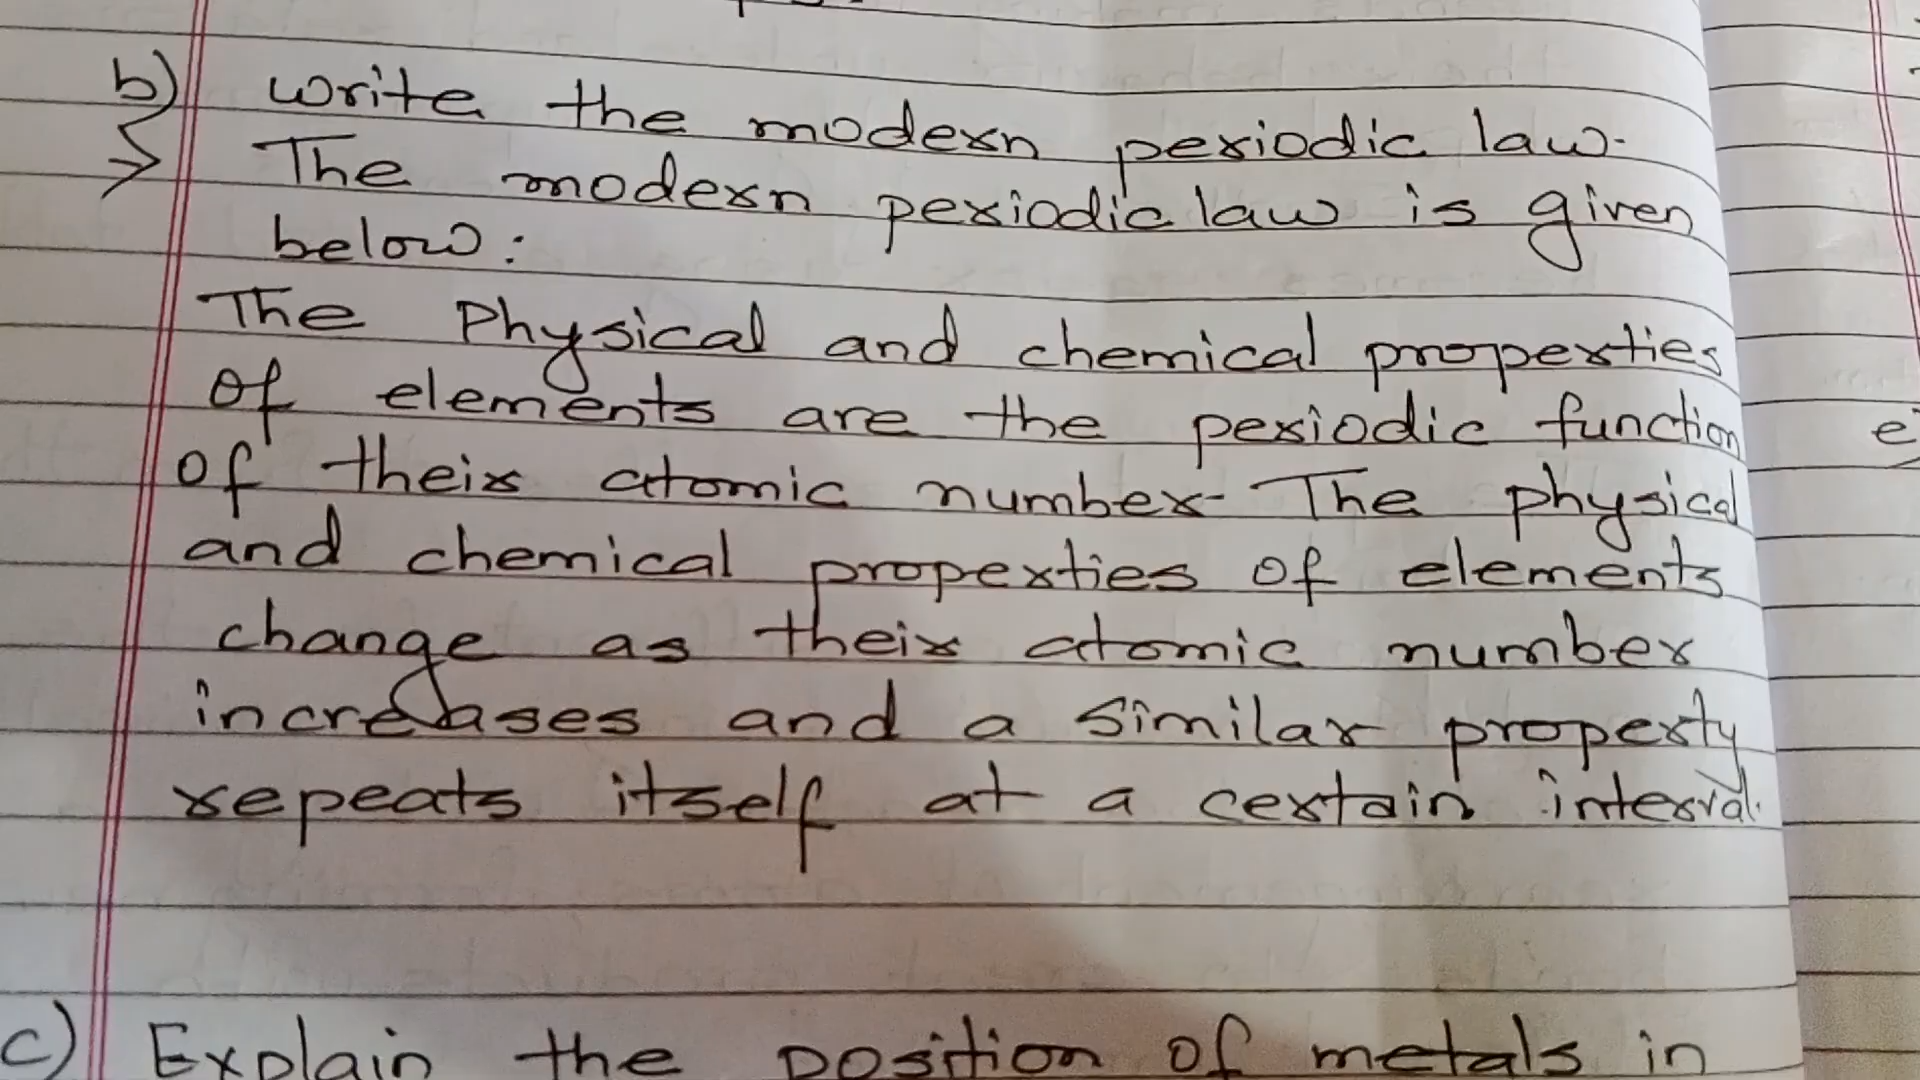 b) Write the modern periodic law.
The modern periodic law is given
below:
The Physical and chemical properties
of elements are the periodic function
of their atomic number. The physical
and chemical properties of elements
change as their atomic number
increases and a similar property
repeats itself at a certain interval.
c) Explain the position of metals in
e)